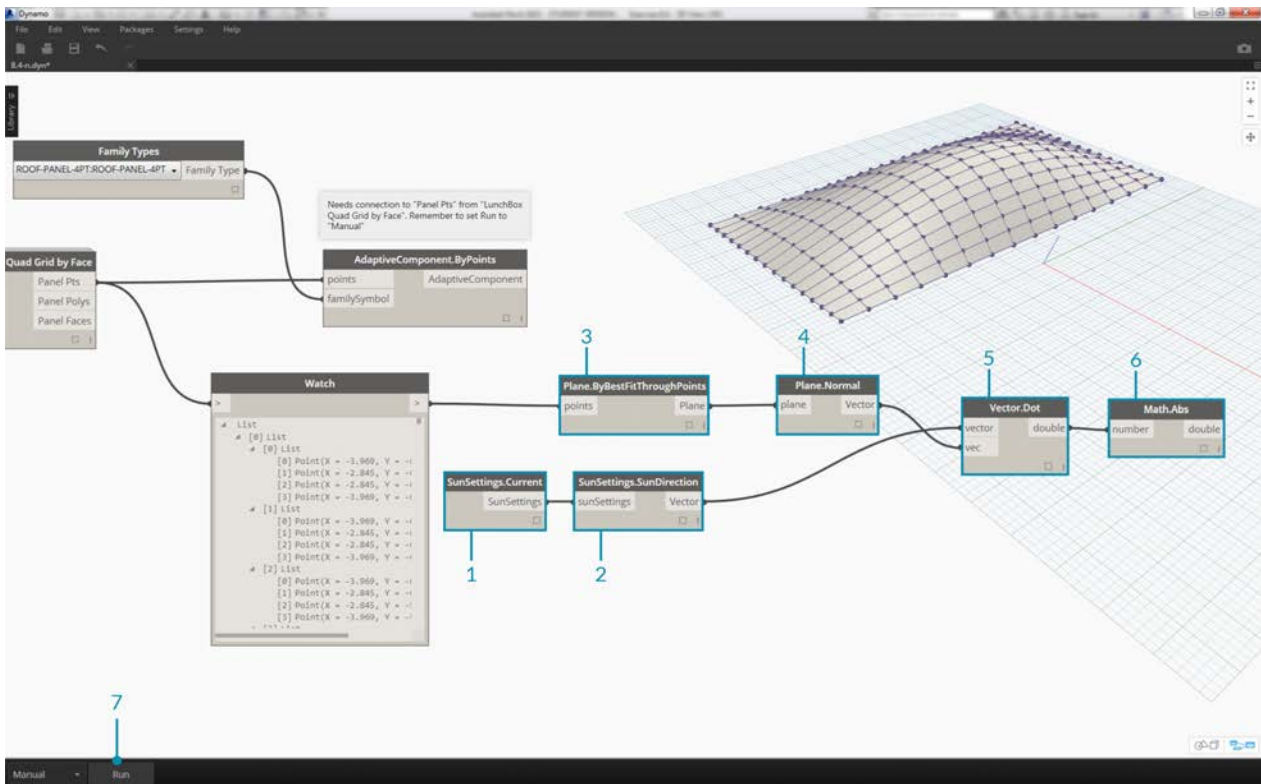 Dynamo
File Edit View Packages Settings Help
8.4-n.dyn*
Library
Family Types
ROOF-PANEL-4PT:ROOF-PANEL-4PT Family Type
Needs connection to "Panel Pts" from "LunchBox
Quad Grid by Face". Remember to set Run to
"Manual"
Quad Grid by Face
Panel Pts
Panel Polys
Panel Faces
AdaptiveComponent.ByPoints
points AdaptiveComponent
familySymbol
Watch
> >
List
[0] List
[0] List
[0] Point(X = -3.969, Y =
[1] Point(X = -2.845, Y =
[2] Point(X = -2.845, Y =
[3] Point(X = -3.969, Y =
[1] List
[0] Point(X = -3.969, Y =
[1] Point(X = -2.845, Y =
[2] Point(X = -2.845, Y =
[3] Point(X = -3.969, Y =
[2] List
[0] Point(X = -3.969, Y =
[1] Point(X = -2.845, Y =
[2] Point(X = -2.845, Y =
[3] Point(X = -3.969, Y =
3
Plane.ByBestFitThroughPoints
points Plane
4
Plane.Normal
plane Vector
5
Vector.Dot
vector double
vec
6
Math.Abs
number double
SunSettings.Current
SunSettings
1
SunSettings.SunDirection
sunSettings Vector
2
7
Manual Run